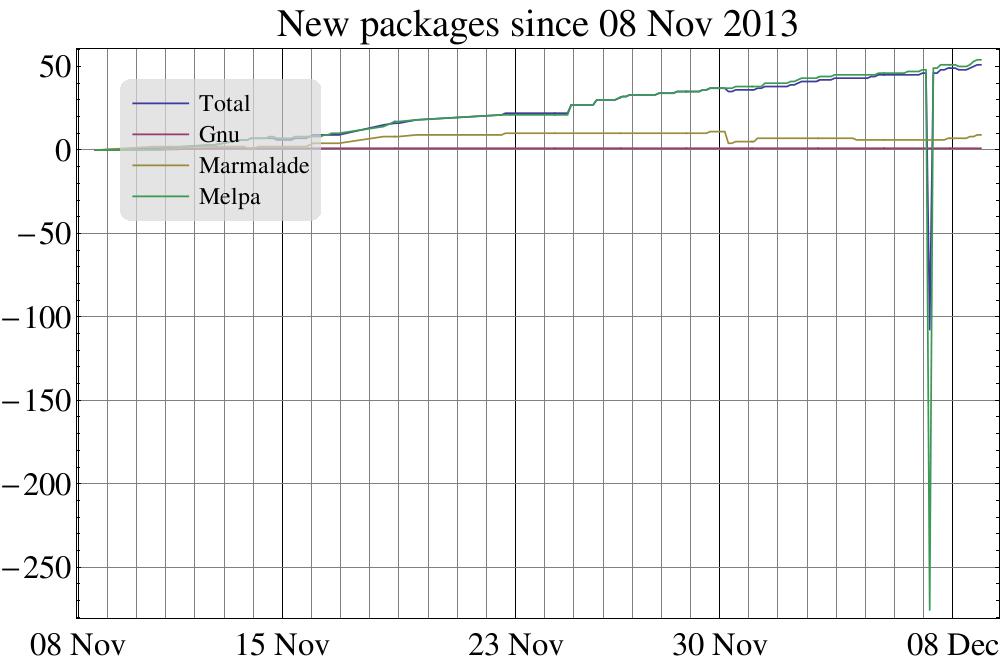 New packages since 08 Nov 2013
50
0
−50
−100
−150
−200
−250
Total
Gnu
Marmalade
Melpa
08 Nov 15 Nov 23 Nov 30 Nov 08 Dec